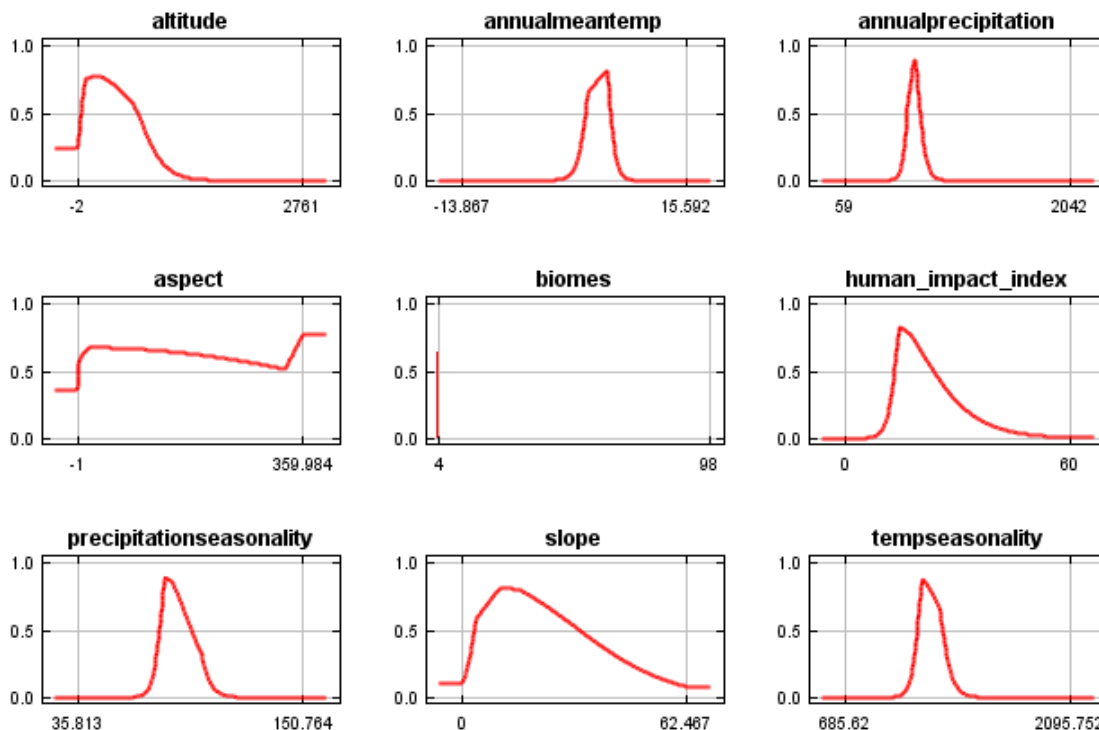 altitude annualmeantemp annualprecipitation
1.0 1.0 1.0
0.5 0.5 0.5
0.0 0.0 0.0
-2 2761 -13.867 15.592 59 2042
aspect biomes human_impact_index
1.0 1.0 1.0
0.5 0.5 0.5
0.0 0.0 0.0
-1 359.984 4 98 0 60
precipitationseasonality slope tempseasonality
1.0 1.0 1.0
0.5 0.5 0.5
0.0 0.0 0.0
35.813 150.764 0 62.467 685.62 2095.752